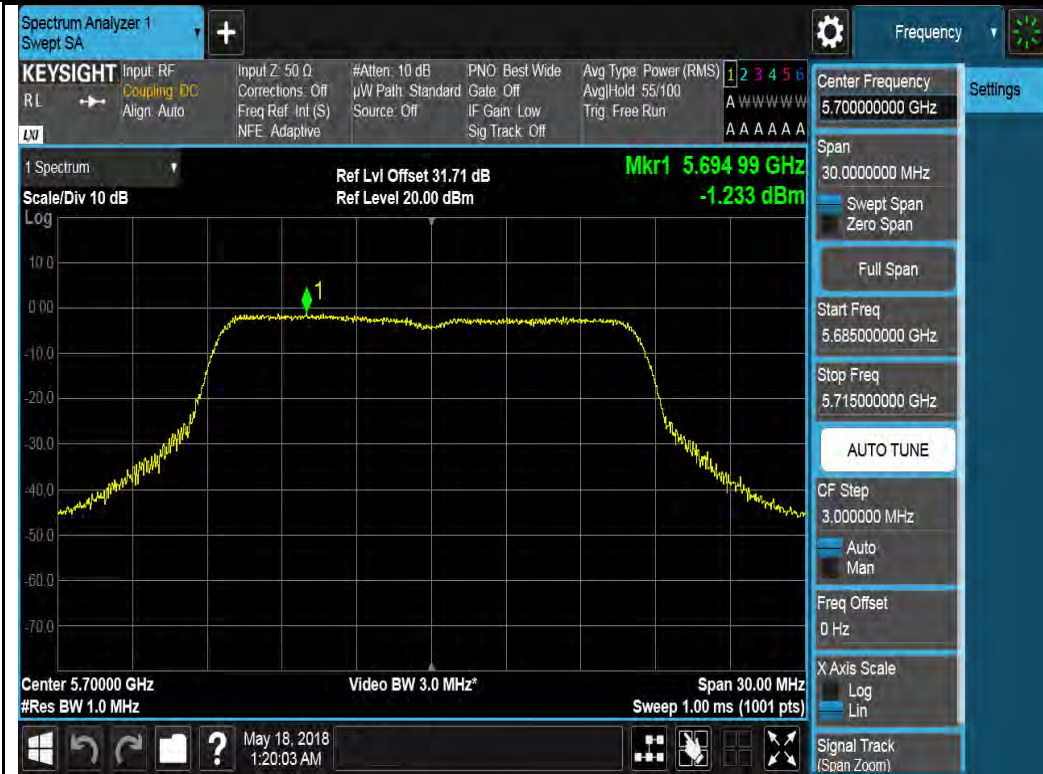 Spectrum Analyzer 1
Swept SA
+
Frequency
KEYSIGHT
RL
LXI
Input: RF
Coupling: DC
Align: Auto
Input Z: 50 Ω
Corrections: Off
Freq Ref: Int (S)
NFE: Adaptive
#Atten: 10 dB
µW Path: Standard
Source: Off
PNO: Best Wide
Gate: Off
IF Gain: Low
Sig Track: Off
Avg Type: Power (RMS)
Avg|Hold: 55/100
Trig: Free Run
1 2 3 4 5 6
A W W W W W
A A A A A A
1 Spectrum
Scale/Div 10 dB
Ref Lvl Offset 31.71 dB
Ref Level 20.00 dBm
Mkr1 5.694 99 GHz
-1.233 dBm
Log
10.0
0.00
-10.0
-20.0
-30.0
-40.0
-50.0
-60.0
-70.0
1
Center 5.70000 GHz
#Res BW 1.0 MHz
Video BW 3.0 MHz*
Span 30.00 MHz
Sweep 1.00 ms (1001 pts)
?
May 18, 2018
1:20:03 AM
Center Frequency
5.700000000 GHz
Span
30.0000000 MHz
Swept Span
Zero Span
Full Span
Start Freq
5.685000000 GHz
Stop Freq
5.715000000 GHz
AUTO TUNE
CF Step
3.000000 MHz
Auto
Man
Freq Offset
0 Hz
X Axis Scale
Log
Lin
Signal Track
(Span Zoom)
Settings